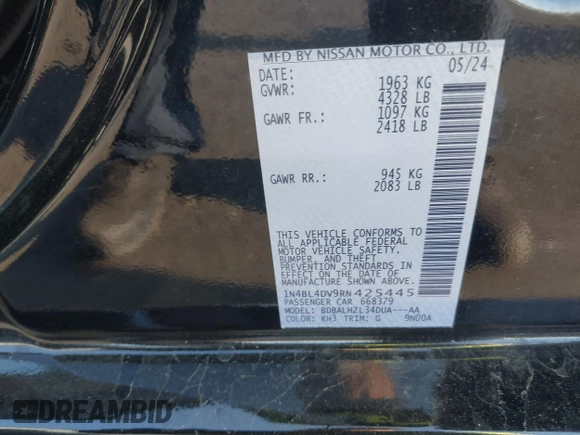 MFD BY NISSAN MOTOR CO., LTD.
DATE: 05/24
GVWR: 1963 KG
4328 LB
GAWR FR.: 1097 KG
2418 LB
GAWR RR.: 945 KG
2083 LB
THIS VEHICLE CONFORMS TO
ALL APPLICABLE FEDERAL
MOTOR VEHICLE SAFETY,
BUMPER, AND THEFT
PREVENTION STANDARDS
IN EFFECT ON THE DATE OF
MANUFACTURE SHOWN ABOVE.
1N4BL4DV9RN425445
PASSENGER CAR 668379
MODEL: BDBALHZL34DUA---AA
COLOR: KH3 TRIM: G 9N00A
DREAMBID